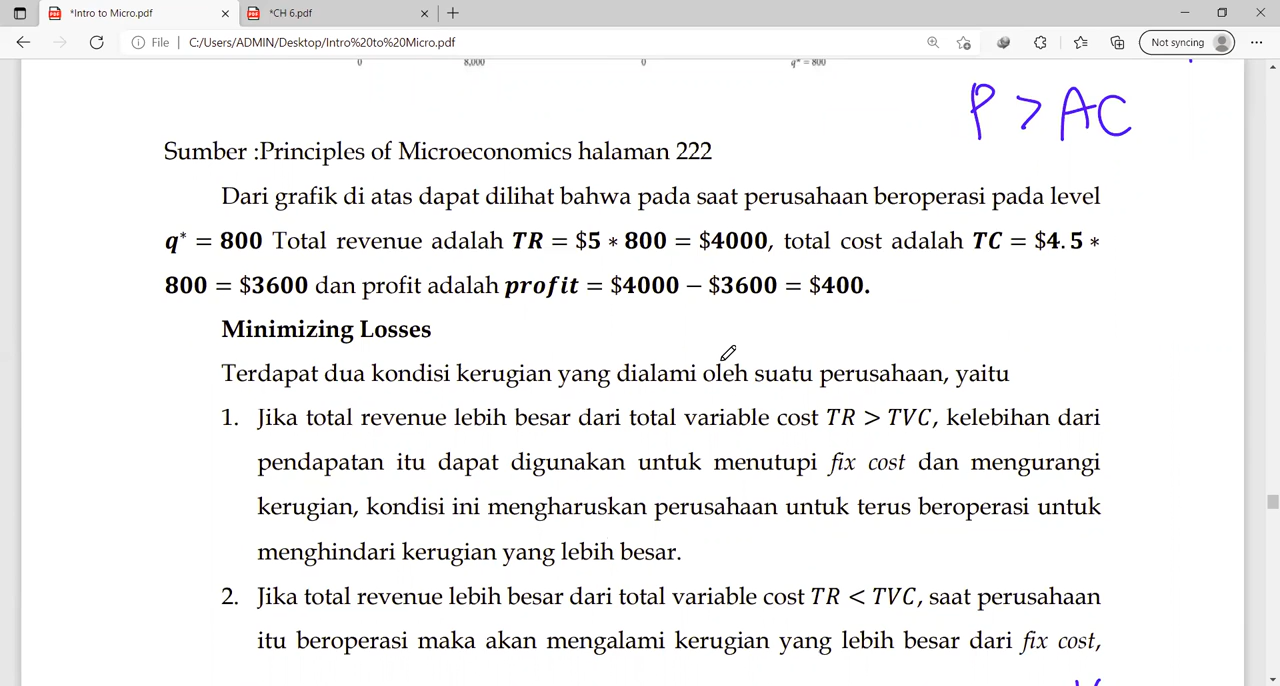 *Intro to Micro.pdf
*CH 6.pdf
File
C:/Users/ADMIN/Desktop/Intro%20to%20Micro.pdf
Not syncing
0 8,000 0 q* = 800
P > AC
Sumber :Principles of Microeconomics halaman 222
Dari grafik di atas dapat dilihat bahwa pada saat perusahaan beroperasi pada level
q* = 800 Total revenue adalah TR = $5 * 800 = $4000, total cost adalah TC = $4.5 *
800 = $3600 dan profit adalah profit = $4000 − $3600 = $400.
Minimizing Losses
Terdapat dua kondisi kerugian yang dialami oleh suatu perusahaan, yaitu
1. Jika total revenue lebih besar dari total variable cost TR > TVC, kelebihan dari
pendapatan itu dapat digunakan untuk menutupi fix cost dan mengurangi
kerugian, kondisi ini mengharuskan perusahaan untuk terus beroperasi untuk
menghindari kerugian yang lebih besar.
2. Jika total revenue lebih besar dari total variable cost TR < TVC, saat perusahaan
itu beroperasi maka akan mengalami kerugian yang lebih besar dari fix cost,